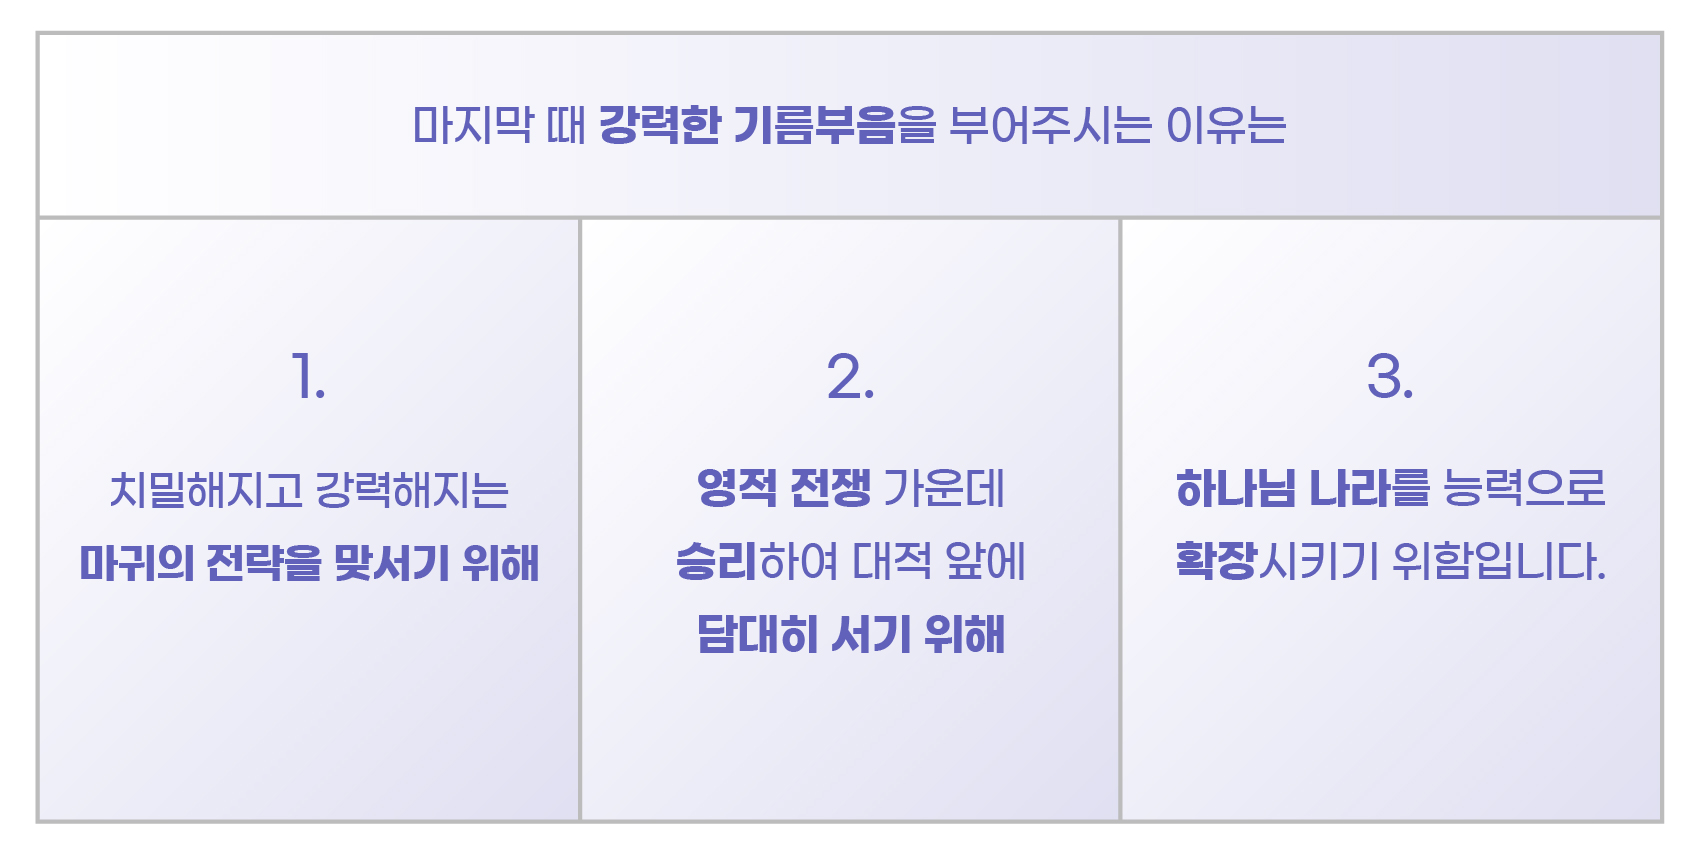 마지막 때 강력한 기름부음을 부어주시는 이유는
1.
치밀해지고 강력해지는
마귀의 전략을 맞서기 위해
2.
영적 전쟁 가운데
승리하여 대적 앞에
담대히 서기 위해
3.
하나님 나라를 능력으로
확장시키기 위함입니다.